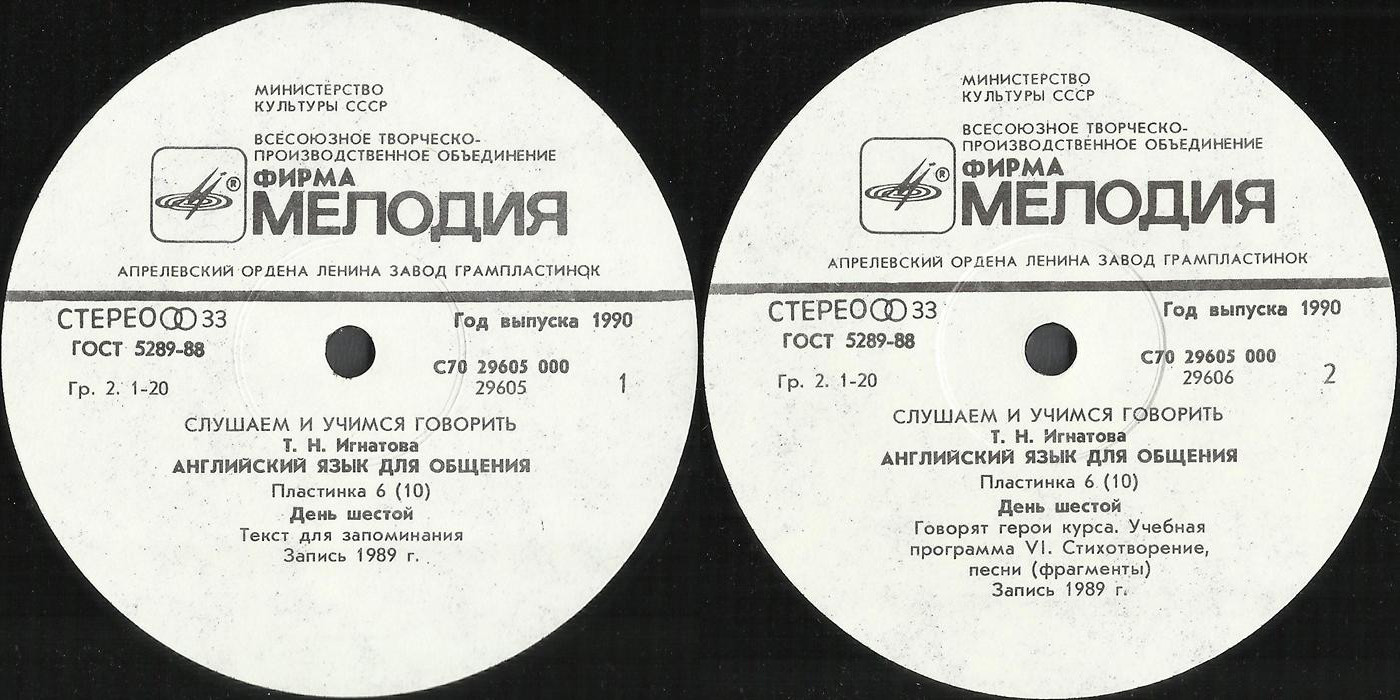 МИНИСТЕРСТВО
КУЛЬТУРЫ СССР
ВСЕСОЮЗНОЕ ТВОРЧЕСКО-
ПРОИЗВОДСТВЕННОЕ ОБЪЕДИНЕНИЕ
ФИРМА
®
МЕЛОДИЯ
АПРЕЛЕВСКИЙ ОРДЕНА ЛЕНИНА ЗАВОД ГРАМПЛАСТИНОК
СТЕРЕО 33
Год выпуска 1990
ГОСТ 5289-88
С70 29605 000
Гр. 2. 1-20
29605
1
СЛУШАЕМ И УЧИМСЯ ГОВОРИТЬ
Т. Н. Игнатова
АНГЛИЙСКИЙ ЯЗЫК ДЛЯ ОБЩЕНИЯ
Пластинка 6 (10)
День шестой
Текст для запоминания
Запись 1989 г.
МИНИСТЕРСТВО
КУЛЬТУРЫ СССР
ВСЕСОЮЗНОЕ ТВОРЧЕСКО-
ПРОИЗВОДСТВЕННОЕ ОБЪЕДИНЕНИЕ
ФИРМА
®
МЕЛОДИЯ
АПРЕЛЕВСКИЙ ОРДЕНА ЛЕНИНА ЗАВОД ГРАМПЛАСТИНОК
СТЕРЕО 33
Год выпуска 1990
ГОСТ 5289-88
С70 29605 000
Гр. 2. 1-20
29606
2
СЛУШАЕМ И УЧИМСЯ ГОВОРИТЬ
Т. Н. Игнатова
АНГЛИЙСКИЙ ЯЗЫК ДЛЯ ОБЩЕНИЯ
Пластинка 6 (10)
День шестой
Говорят герои курса. Учебная
программа VI. Стихотворение,
песни (фрагменты)
Запись 1989 г.